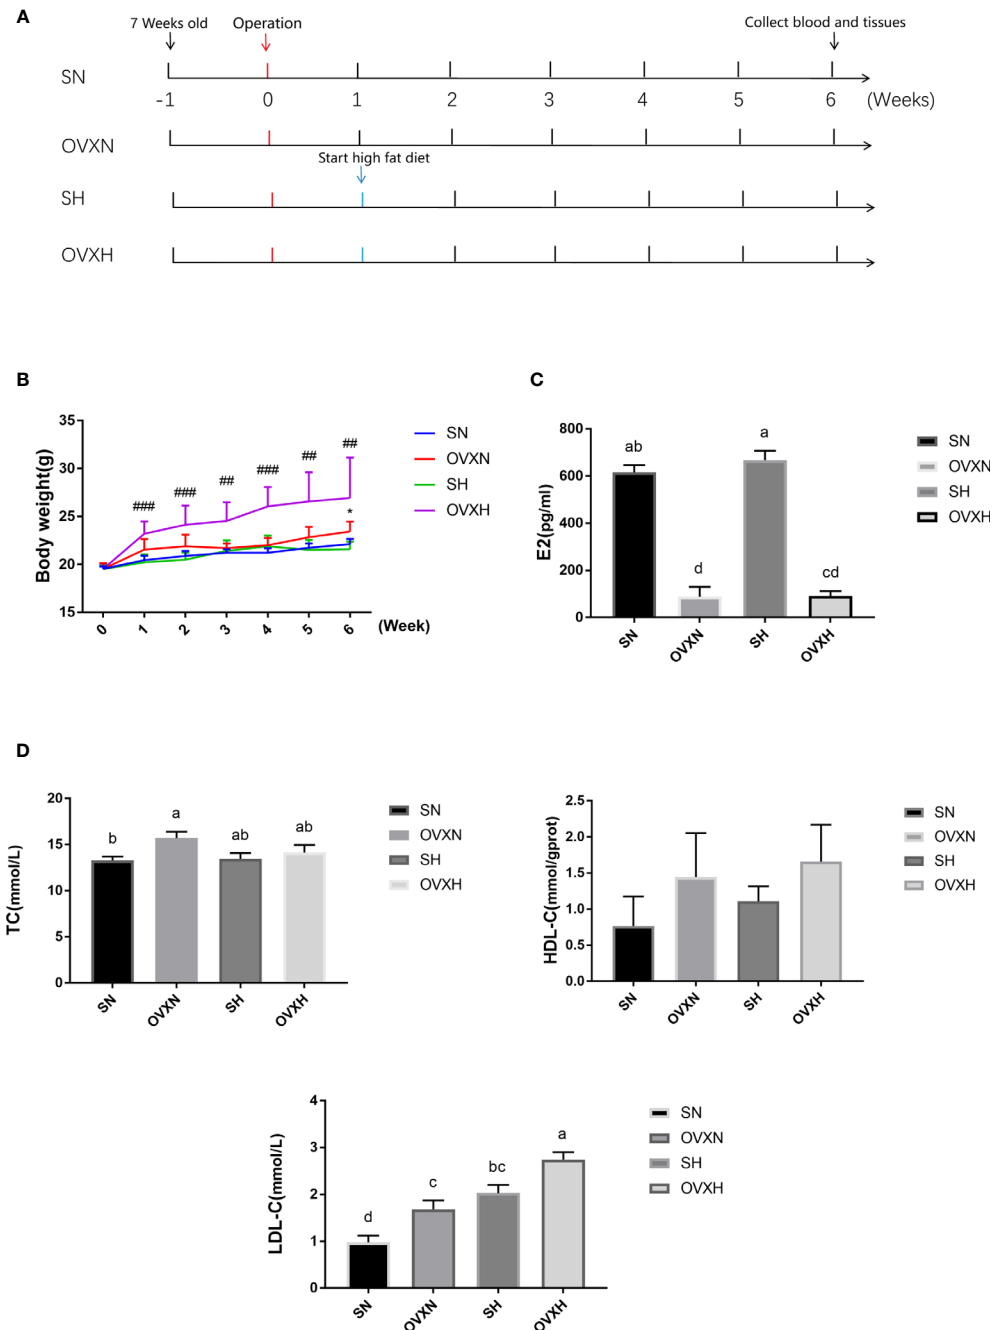 A
7 Weeks old
Operation
Collect blood and tissues
SN
-1 0 1 2 3 4 5 6 (Weeks)
OVXN
Start high fat diet
SH
OVXH
B
Body weight(g)
35
30
25
20
15
### ### ## ### ## ##
*
0 1 2 3 4 5 6 (Week)
SN
OVXN
SH
OVXH
C
E2(pg/ml)
800
600
400
200
0
ab d a cd
SN OVXN SH OVXH
SN
OVXN
SH
OVXH
D
TC(mmol/L)
20
15
10
5
0
b a ab ab
SN OVXN SH OVXH
SN
OVXN
SH
OVXH
HDL-C(mmol/gprot)
2.5
2.0
1.5
1.0
0.5
0.0
SN OVXN SH OVXH
SN
OVXN
SH
OVXH
LDL-C(mmol/L)
4
3
2
1
0
d c bc a
SN OVXN SH OVXH
SN
OVXN
SH
OVXH